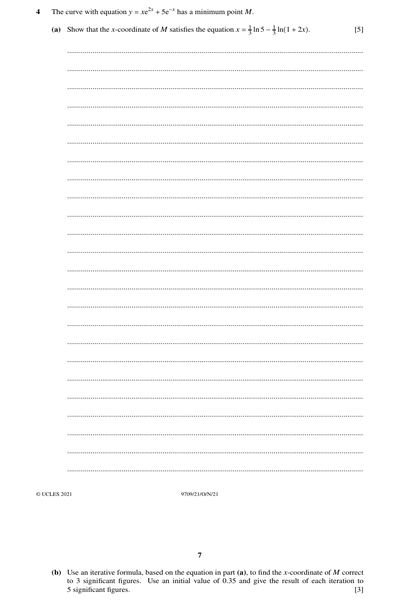 4 The curve with equation y = xe²ˣ + 5e⁻ˣ has a minimum point M.
(a) Show that the x-coordinate of M satisfies the equation x = ⅓ ln 5 − ⅓ ln(1 + 2x). [5]
© UCLES 2021 9709/21/O/N/21
7
(b) Use an iterative formula, based on the equation in part (a), to find the x-coordinate of M correct
to 3 significant figures. Use an initial value of 0.35 and give the result of each iteration to
5 significant figures. [3]